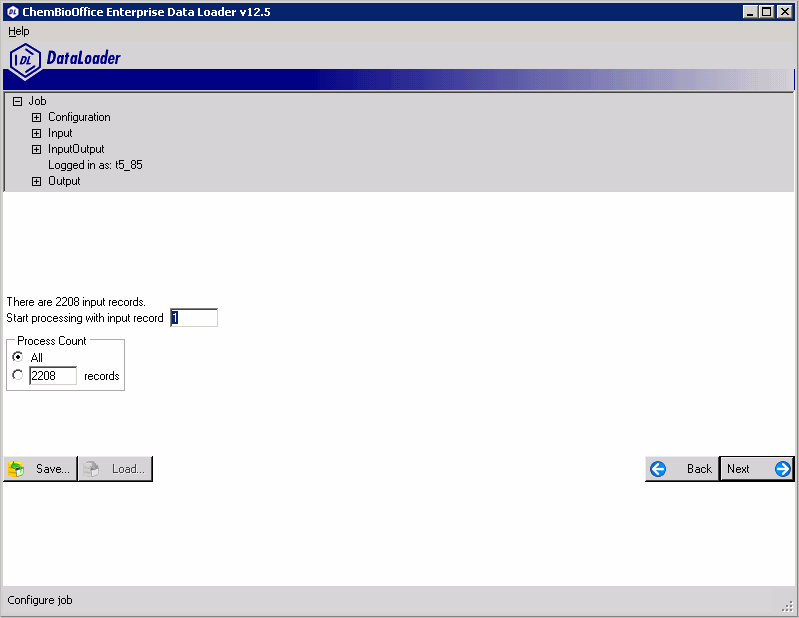 ChemBioOffice Enterprise Data Loader v12.5
Help
DL DataLoader
Job
Configuration
Input
InputOutput
Logged in as: t5_85
Output
There are 2208 input records.
Start processing with input record 1
Process Count
All
2208 records
Save... Load... Back Next
Configure job